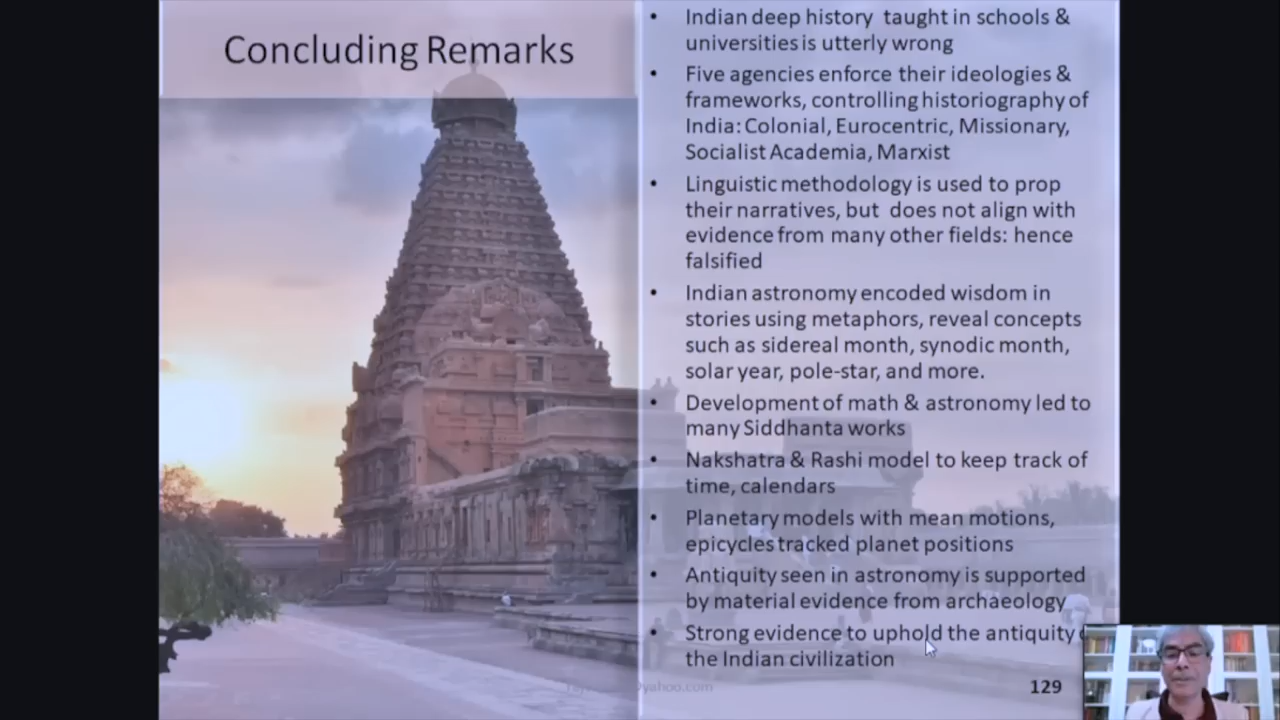 Concluding Remarks
• Indian deep history taught in schools &
universities is utterly wrong
• Five agencies enforce their ideologies &
frameworks, controlling historiography of
India: Colonial, Eurocentric, Missionary,
Socialist Academia, Marxist
• Linguistic methodology is used to prop
their narratives, but does not align with
evidence from many other fields: hence
falsified
• Indian astronomy encoded wisdom in
stories using metaphors, reveal concepts
such as sidereal month, synodic month,
solar year, pole-star, and more.
• Development of math & astronomy led to
many Siddhanta works
• Nakshatra & Rashi model to keep track of
time, calendars
• Planetary models with mean motions,
epicycles tracked planet positions
• Antiquity seen in astronomy is supported
by material evidence from archaeology
• Strong evidence to uphold the antiquity
the Indian civilization
129